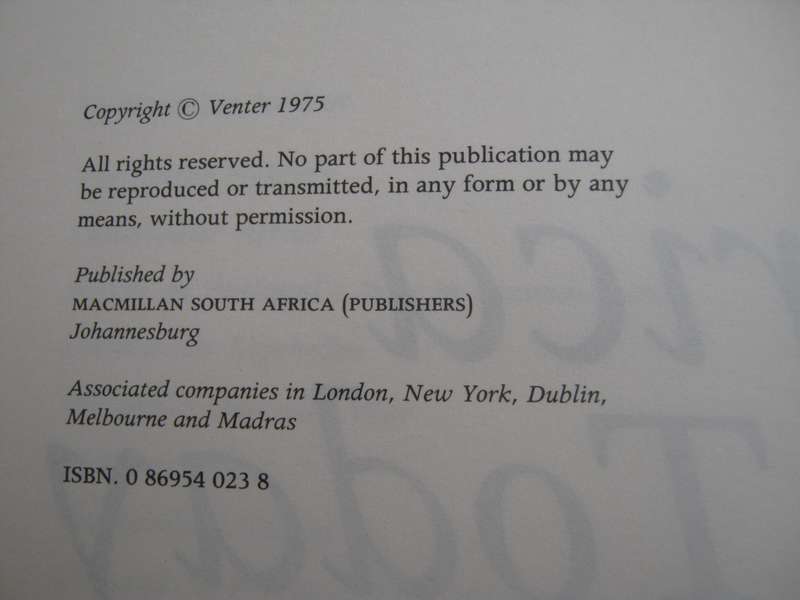 Copyright © Venter 1975
All rights reserved. No part of this publication may
be reproduced or transmitted, in any form or by any
means, without permission.
Published by
MACMILLAN SOUTH AFRICA (PUBLISHERS)
Johannesburg
Associated companies in London, New York, Dublin,
Melbourne and Madras
ISBN. 0 86954 023 8